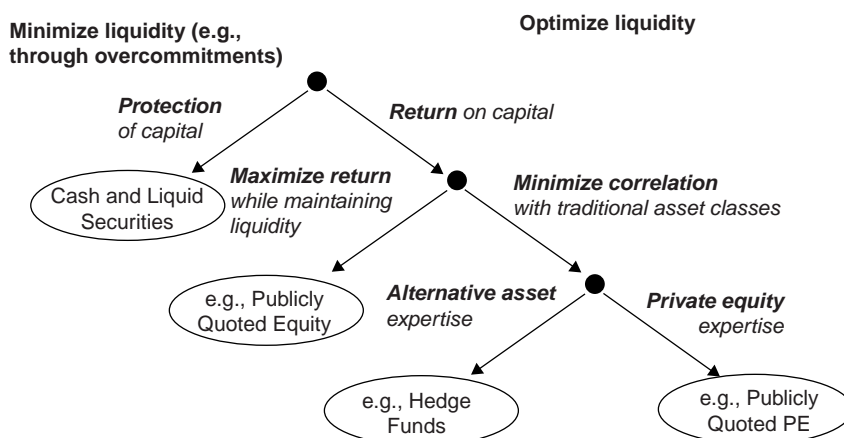 Minimize liquidity (e.g.,
through overcommitments)
Optimize liquidity
Protection
of capital
Return on capital
Cash and Liquid
Securities
Maximize return
while maintaining
liquidity
Minimize correlation
with traditional asset classes
e.g., Publicly
Quoted Equity
Alternative asset
expertise
Private equity
expertise
e.g., Hedge
Funds
e.g., Publicly
Quoted PE